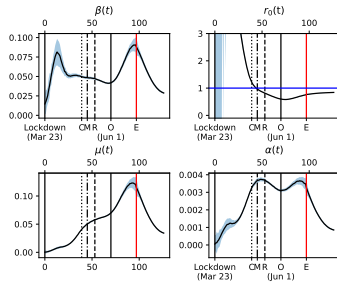 β(t)
r₀(t)
0 50 100
0 50 100
0.100
0.075
0.050
0.025
0.000
3
2
1
0
Lockdown C M R O E
(Mar 23) (Jun 1)
Lockdown C M R O E
(Mar 23) (Jun 1)
μ(t)
α(t)
0 50 100
0 50 100
0.10
0.05
0.00
0.004
0.003
0.002
0.001
0.000
0 50 100
Lockdown C M R O E
(Mar 23) (Jun 1)